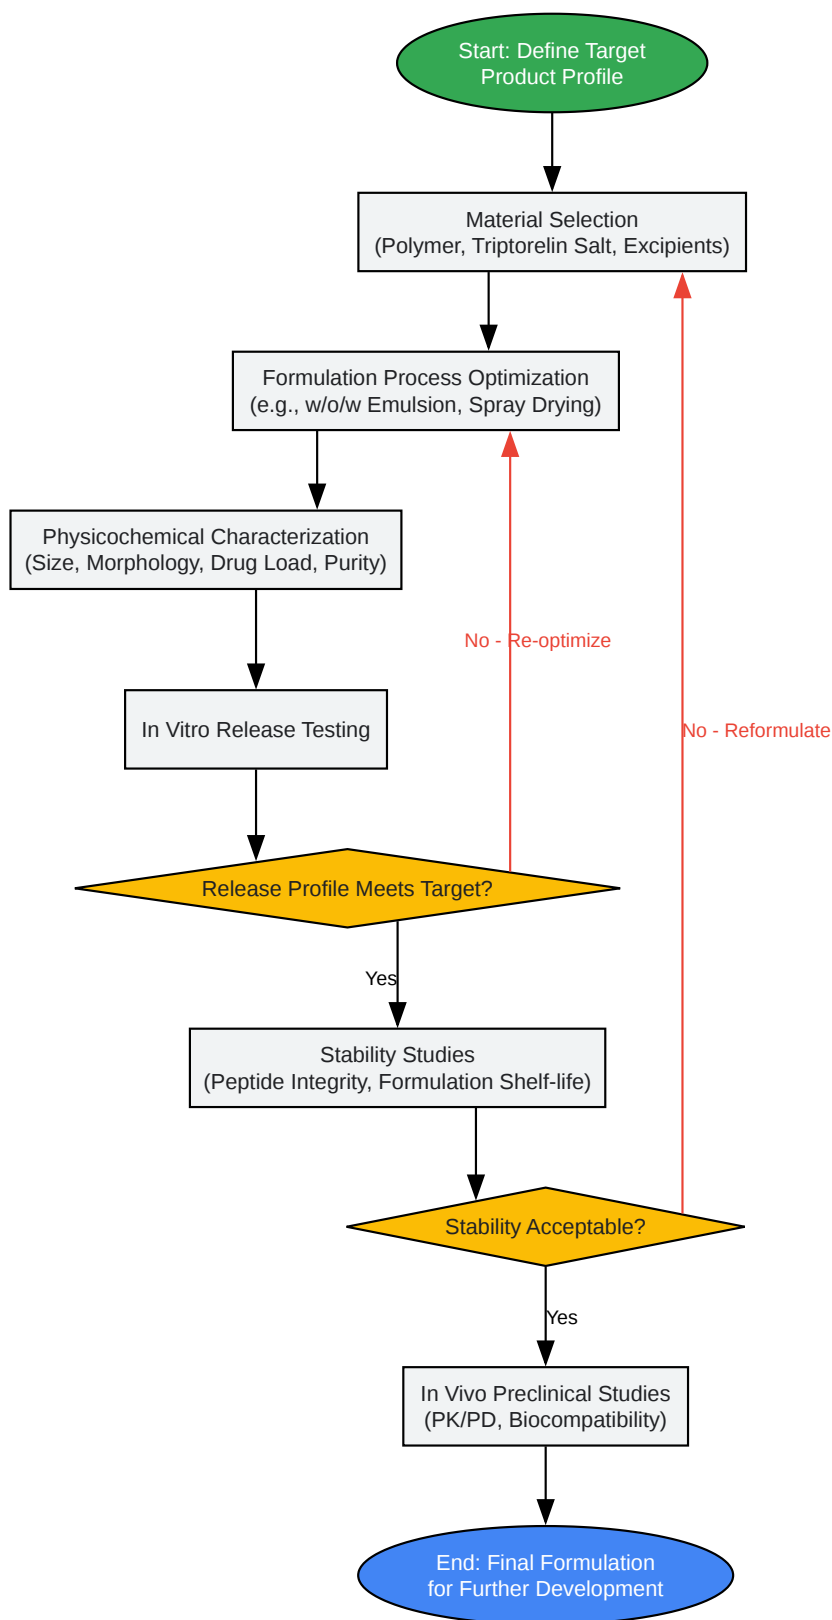 Start: Define Target
Product Profile
Material Selection
(Polymer, Triptorelin Salt, Excipients)
Formulation Process Optimization
(e.g., w/o/w Emulsion, Spray Drying)
Physicochemical Characterization
(Size, Morphology, Drug Load, Purity)
No - Re-optimize
In Vitro Release Testing
No - Reformulate
Release Profile Meets Target?
Yes
Stability Studies
(Peptide Integrity, Formulation Shelf-life)
Stability Acceptable?
Yes
In Vivo Preclinical Studies
(PK/PD, Biocompatibility)
End: Final Formulation
for Further Development